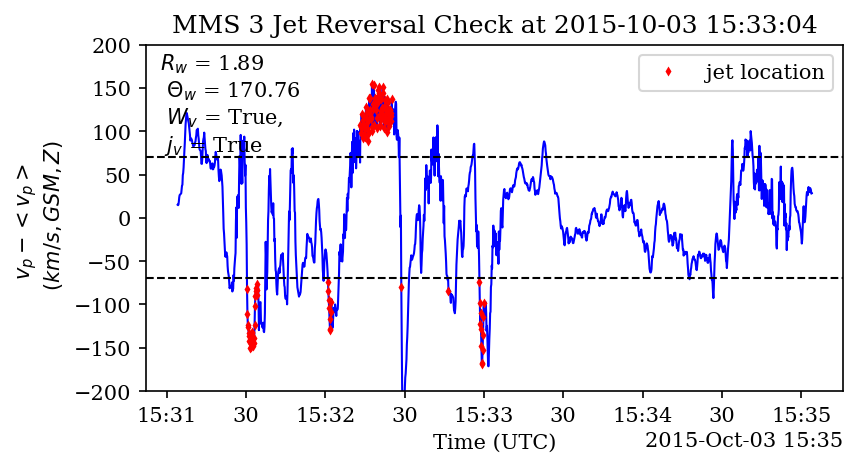 MMS 3 Jet Reversal Check at 2015-10-03 15:33:04
R_w = 1.89
Θ_w = 170.76
W_v = True,
j_v = True
jet location
v_p − < v_p >
(km/s, GSM, Z)
200
150
100
50
0
−50
−100
−150
−200
15:31 30 15:32 30 15:33 30 15:34 30 15:35
Time (UTC)
2015-Oct-03 15:35